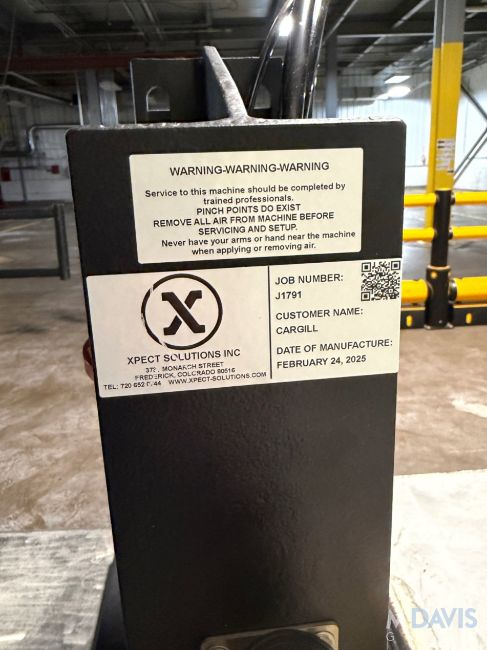 WARNING-WARNING-WARNING
Service to this machine should be completed by
trained professionals.
PINCH POINTS DO EXIST
REMOVE ALL AIR FROM MACHINE BEFORE
SERVICING AND SETUP.
Never have your arms or hand near the machine
when applying or removing air.
X
XPECT SOLUTIONS INC
MONARCH STREET
FREDERICK, COLORADO 80516
TEL: 720 652 WWW.XPECT-SOLUTIONS.COM
JOB NUMBER:
J1791
CUSTOMER NAME:
CARGILL
DATE OF MANUFACTURE:
FEBRUARY 24, 2025
M DAVIS
G